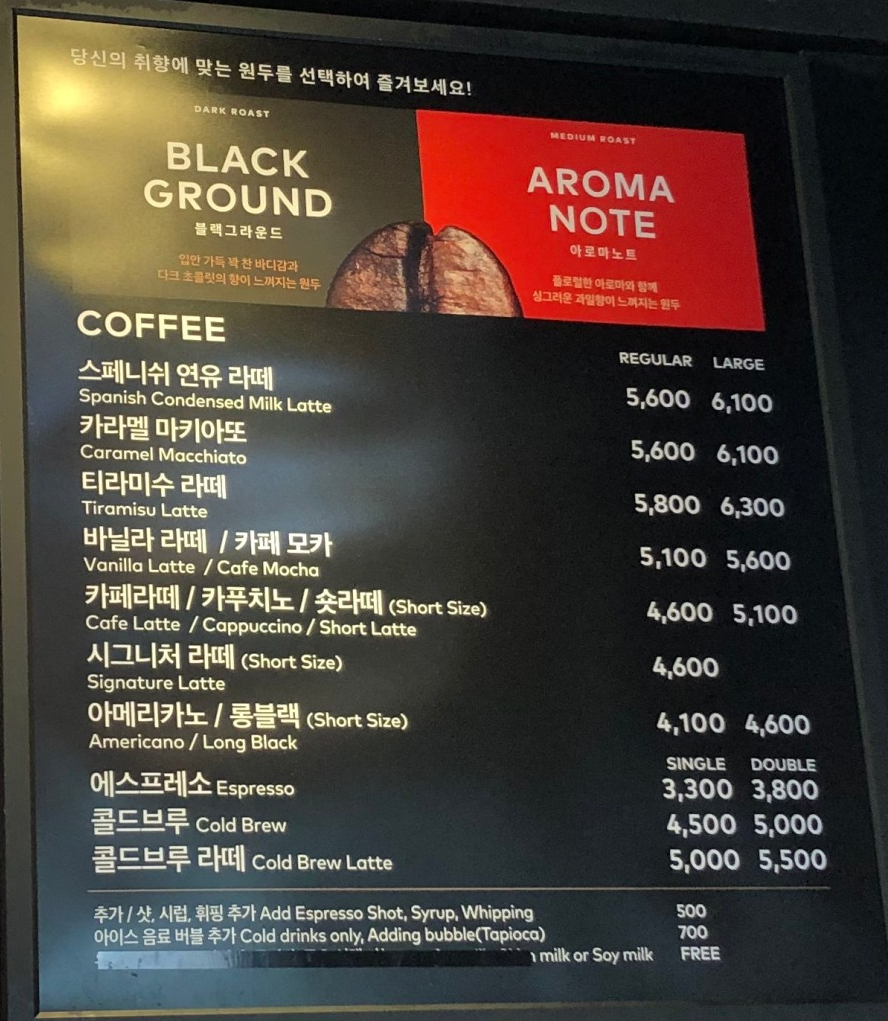 당신의 취향에 맞는 원두를 선택하여 즐겨보세요!
DARK ROAST
BLACK
GROUND
블랙그라운드
입안 가득 꽉 찬 바디감과
다크 초콜릿의 향이 느껴지는 원두
MEDIUM ROAST
AROMA
NOTE
아로마노트
플로럴한 아로마와 함께
싱그러운 과일향이 느껴지는 원두
COFFEE
REGULAR LARGE
스페니쉬 연유 라떼
Spanish Condensed Milk Latte 5,600 6,100
카라멜 마키아또
Caramel Macchiato 5,600 6,100
티라미수 라떼
Tiramisu Latte 5,800 6,300
바닐라 라떼 / 카페 모카
Vanilla Latte / Cafe Mocha 5,100 5,600
카페라떼 / 카푸치노 / 숏라떼 (Short Size) 4,600 5,100
Cafe Latte / Cappuccino / Short Latte
시그니처 라떼 (Short Size) 4,600
Signature Latte
아메리카노 / 롱블랙 (Short Size) 4,100 4,600
Americano / Long Black
SINGLE DOUBLE
에스프레소 Espresso 3,300 3,800
콜드브루 Cold Brew 4,500 5,000
콜드브루 라떼 Cold Brew Latte 5,000 5,500
추가 / 샷, 시럽, 휘핑 추가 Add Espresso Shot, Syrup, Whipping 500
아이스 음료 버블 추가 Cold drinks only, Adding bubble(Tapioca) 700
milk or Soy milk FREE